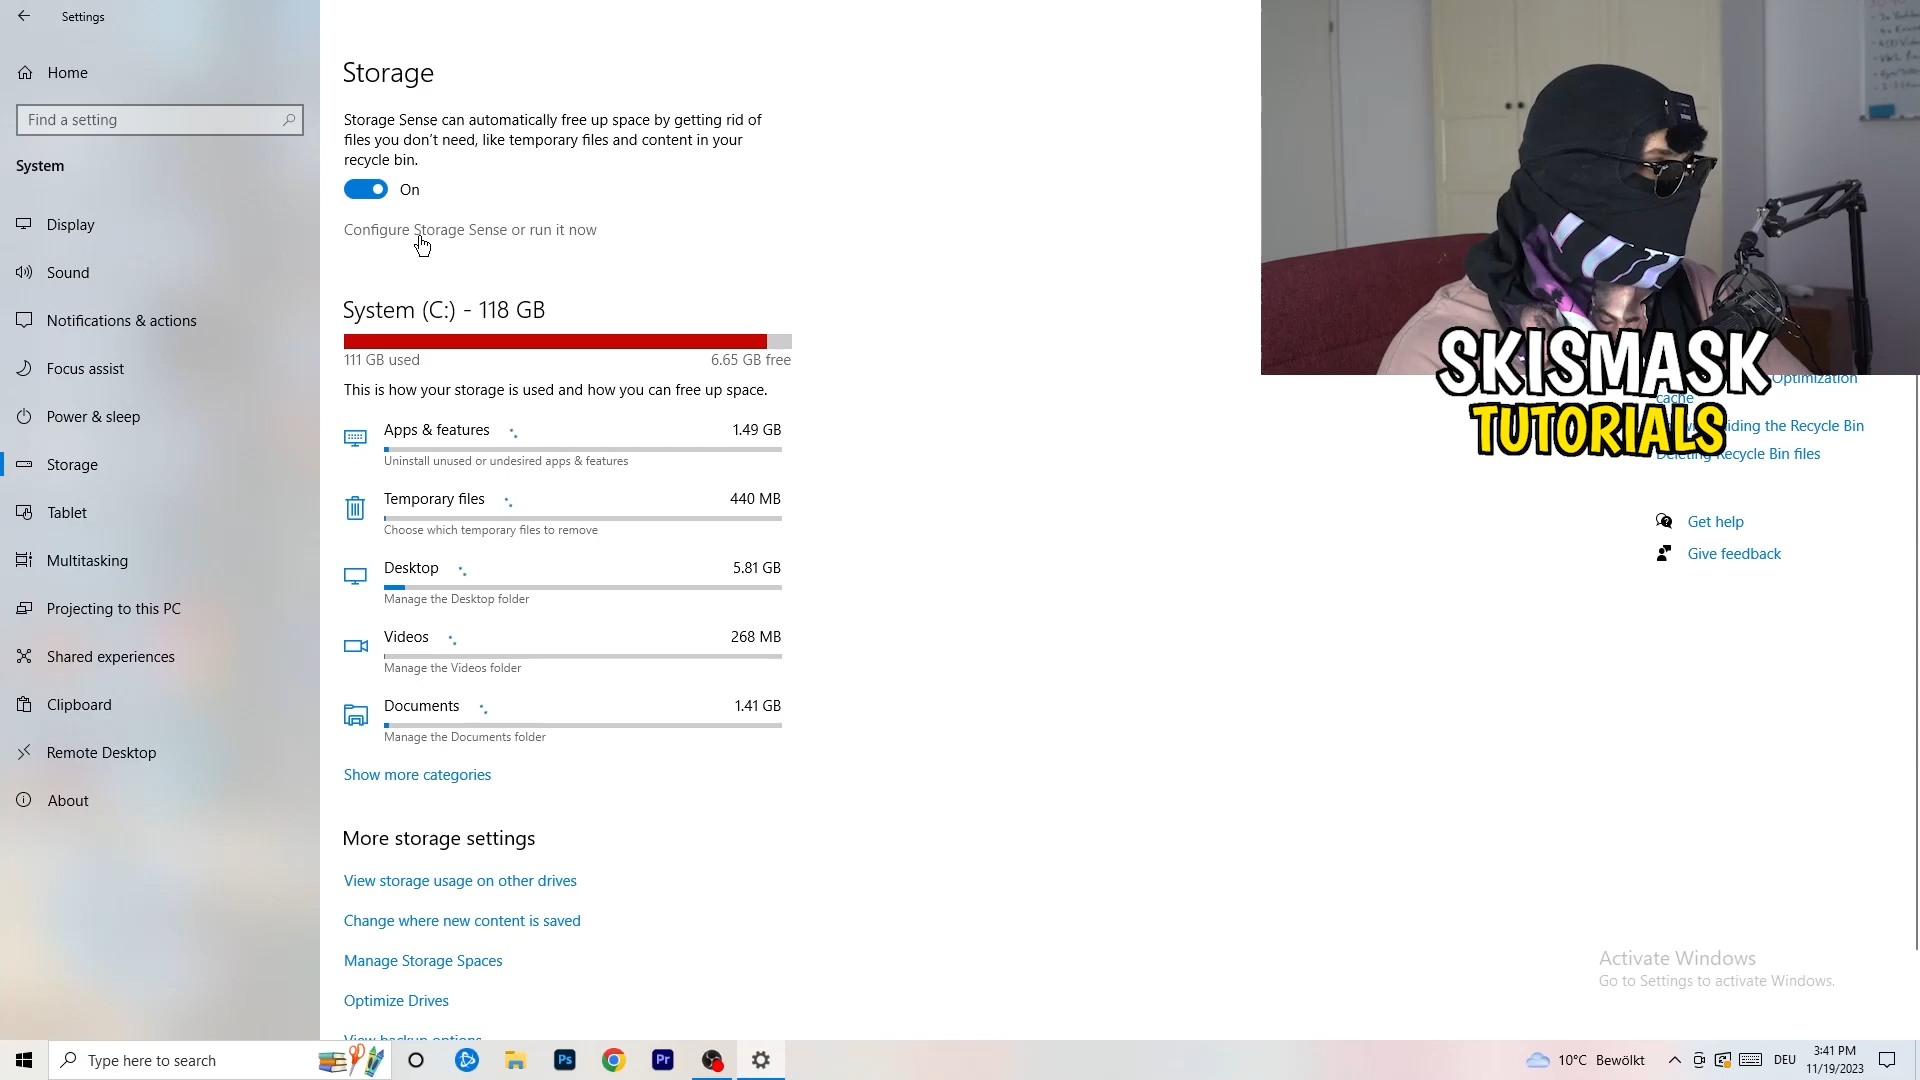 Settings
Home
Find a setting
System
Display
Sound
Notifications & actions
Focus assist
Power & sleep
Storage
Tablet
Multitasking
Projecting to this PC
Shared experiences
Clipboard
Remote Desktop
About
Storage
Storage Sense can automatically free up space by getting rid of
files you don't need, like temporary files and content in your
recycle bin.
On
Configure Storage Sense or run it now
System (C:) - 118 GB
111 GB used
6.65 GB free
This is how your storage is used and how you can free up space.
Apps & features
1.49 GB
Uninstall unused or undesired apps & features
Temporary files
440 MB
Choose which temporary files to remove
Desktop
5.81 GB
Manage the Desktop folder
Videos
268 MB
Manage the Videos folder
Documents
1.41 GB
Manage the Documents folder
Show more categories
More storage settings
View storage usage on other drives
Change where new content is saved
Manage Storage Spaces
Optimize Drives
View backup options
SKISMASK
TUTORIALS
Optimization
cache
the Recycle Bin
Recycle Bin files
Get help
Give feedback
Activate Windows
Go to Settings to activate Windows.
Type here to search
Ps
Pr
10°C Bewölkt
DEU
3:41 PM
11/19/2023